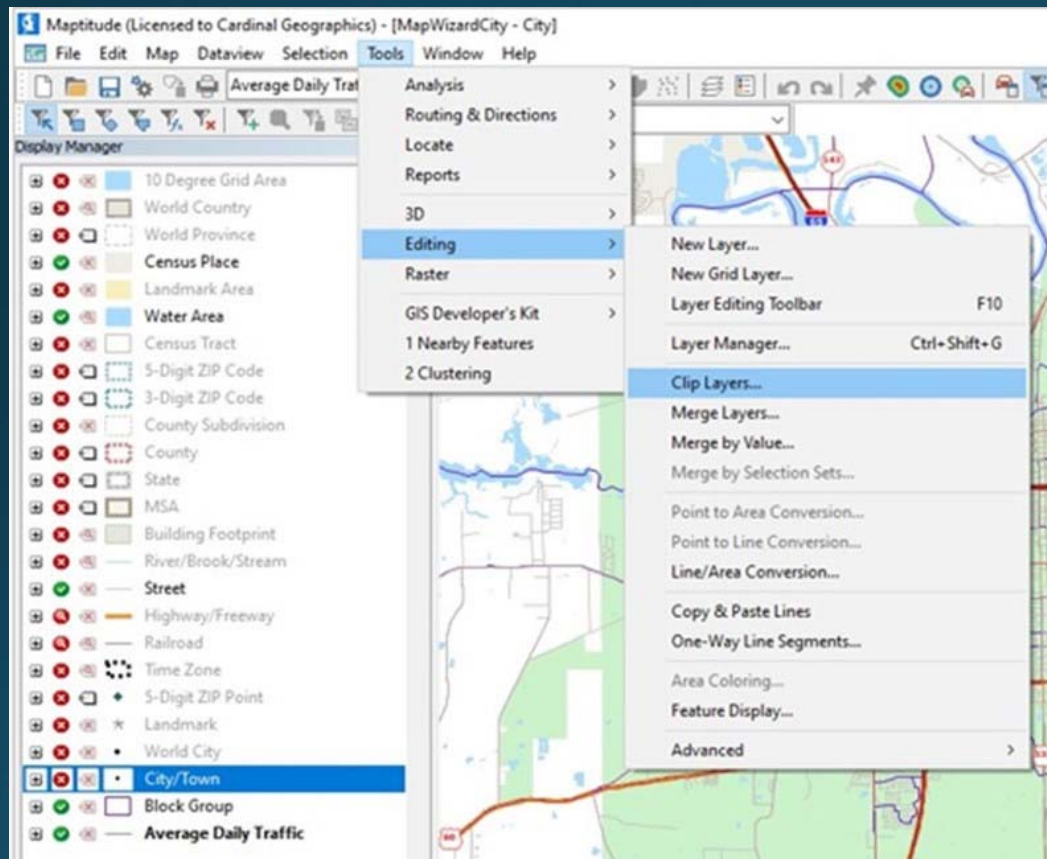 Maptitude (Licensed to Cardinal Geographics) - [MapWizardCity - City]
File Edit Map Dataview Selection Tools Window Help
Average Daily Traf
Display Manager
10 Degree Grid Area
World Country
World Province
Census Place
Landmark Area
Water Area
Census Tract
5-Digit ZIP Code
3-Digit ZIP Code
County Subdivision
County
State
MSA
Building Footprint
River/Brook/Stream
Street
Highway/Freeway
Railroad
Time Zone
5-Digit ZIP Point
Landmark
World City
City/Town
Block Group
Average Daily Traffic
Analysis
Routing & Directions
Locate
Reports
3D
Editing
Raster
GIS Developer's Kit
1 Nearby Features
2 Clustering
New Layer...
New Grid Layer...
Layer Editing Toolbar F10
Layer Manager... Ctrl+Shift+G
Clip Layers...
Merge Layers...
Merge by Value...
Merge by Selection Sets...
Point to Area Conversion...
Point to Line Conversion...
Line/Area Conversion...
Copy & Paste Lines
One-Way Line Segments...
Area Coloring...
Feature Display...
Advanced
69
60